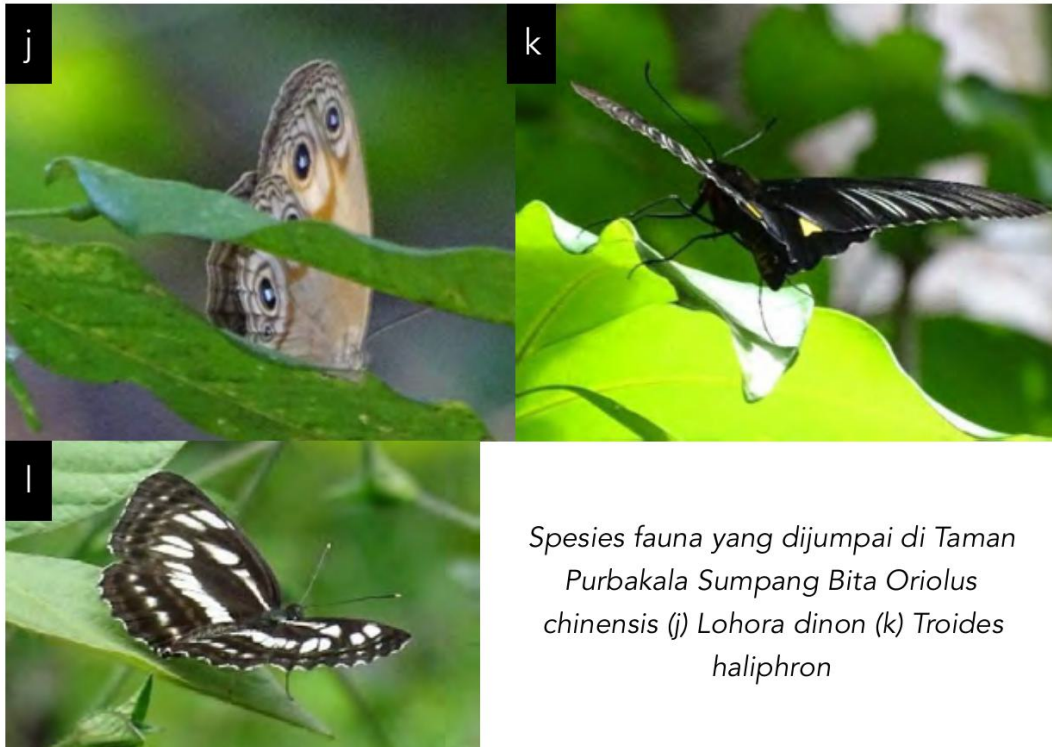 j
k
l
Spesies fauna yang dijumpai di Taman
Purbakala Sumpang Bita Oriolus
chinensis (j) Lohora dinon (k) Troides
haliphron